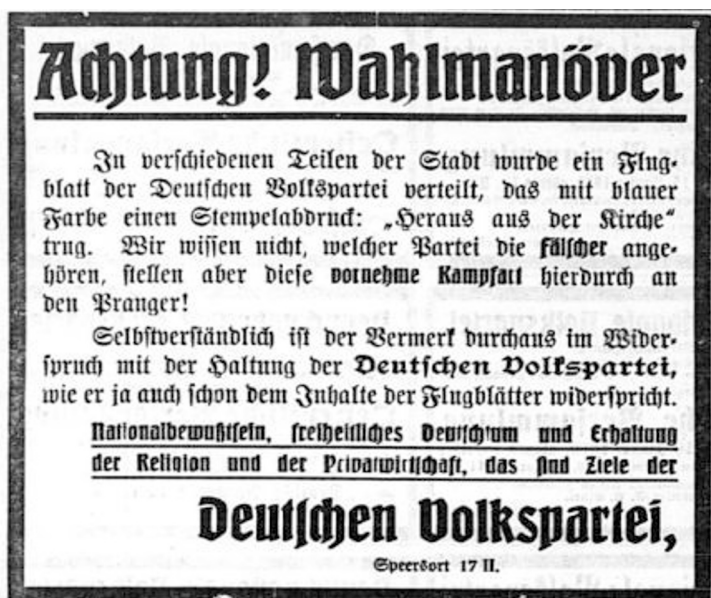 Achtung! Wahlmanöver
In verschiedenen Teilen der Stadt wurde ein Flug-
blatt der Deutschen Volkspartei verteilt, das mit blauer
Farbe einen Stempelabdruck: „Heraus aus der Kirche“
trug. Wir wissen nicht, welcher Partei die Fälscher ange-
hören, stellen aber diese vornehme Kampfart hierdurch an
den Pranger!
Selbstverständlich ist der Vermerk durchaus im Wider-
spruch mit der Haltung der Deutschen Volkspartei,
wie er ja auch schon dem Inhalte der Flugblätter widerspricht.
Nationalbewußtsein, freiheitliches Deutschtum und Erhaltung
der Religion und der Privatwirtschaft, das sind Ziele der
Deutschen Volkspartei,
Speersort 17 II.